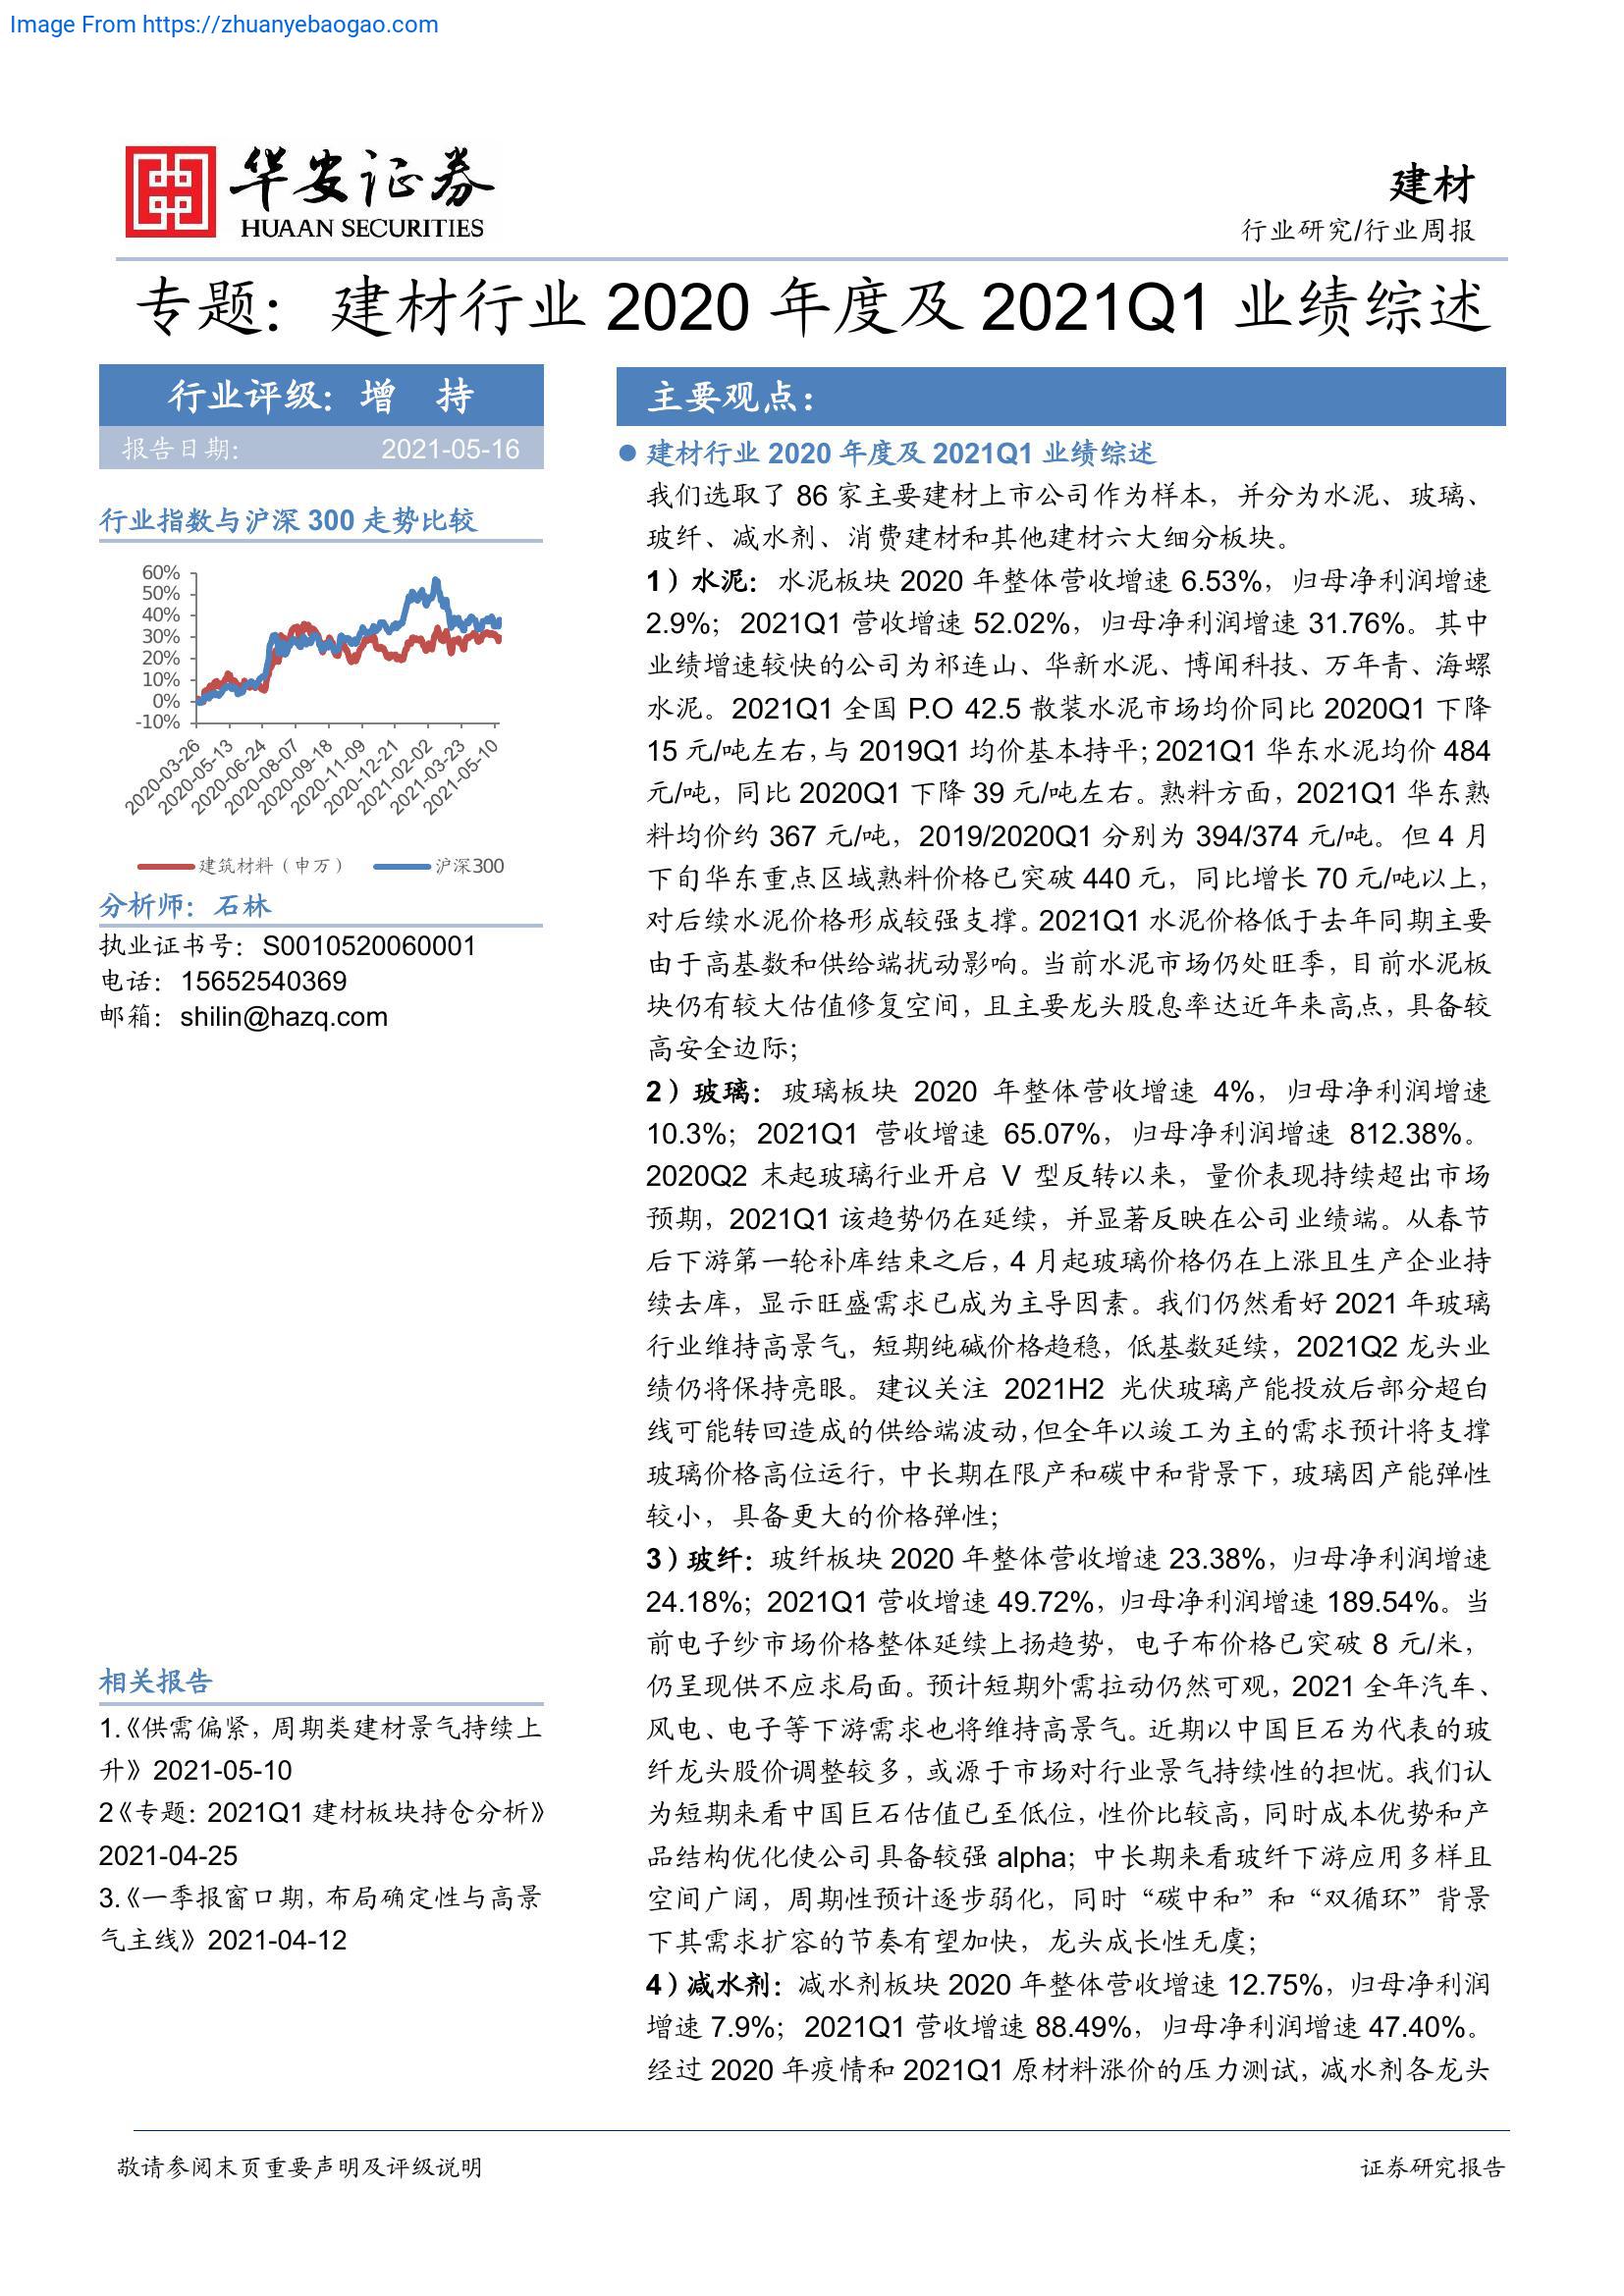 Image From https://zhuanyebaogao.com
华安证券
HUAAN SECURITIES
建材
行业研究/行业周报
专题：建材行业 2020 年度及 2021Q1 业绩综述
行业评级：增 持
报告日期： 2021-05-16
行业指数与沪深 300 走势比较
60%
50%
40%
30%
20%
10%
0%
-10%
2020-03-26
2020-05-13
2020-06-24
2020-08-07
2020-09-18
2020-11-09
2020-12-21
2021-02-02
2021-03-23
2021-05-10
建筑材料（申万） 沪深300
分析师：石林
执业证书号：S0010520060001
电话：15652540369
邮箱：shilin@hazq.com
相关报告
1.《供需偏紧，周期类建材景气持续上
升》2021-05-10
2《专题：2021Q1 建材板块持仓分析》
2021-04-25
3.《一季报窗口期，布局确定性与高景
气主线》2021-04-12
主要观点：
● 建材行业 2020 年度及 2021Q1 业绩综述
我们选取了 86 家主要建材上市公司作为样本，并分为水泥、玻璃、
玻纤、减水剂、消费建材和其他建材六大细分板块。
1）水泥：水泥板块 2020 年整体营收增速 6.53%，归母净利润增速
2.9%；2021Q1 营收增速 52.02%，归母净利润增速 31.76%。其中
业绩增速较快的公司为祁连山、华新水泥、博闻科技、万年青、海螺
水泥。2021Q1 全国 P.O 42.5 散装水泥市场均价同比 2020Q1 下降
15 元/吨左右，与 2019Q1 均价基本持平；2021Q1 华东水泥均价 484
元/吨，同比 2020Q1 下降 39 元/吨左右。熟料方面，2021Q1 华东熟
料均价约 367 元/吨，2019/2020Q1 分别为 394/374 元/吨。但 4 月
下旬华东重点区域熟料价格已突破 440 元，同比增长 70 元/吨以上，
对后续水泥价格形成较强支撑。2021Q1 水泥价格低于去年同期主要
由于高基数和供给端扰动影响。当前水泥市场仍处旺季，目前水泥板
块仍有较大估值修复空间，且主要龙头股息率达近年来高点，具备较
高安全边际；
2）玻璃：玻璃板块 2020 年整体营收增速 4%，归母净利润增速
10.3%；2021Q1 营收增速 65.07%，归母净利润增速 812.38%。
2020Q2 末起玻璃行业开启 V 型反转以来，量价表现持续超出市场
预期，2021Q1 该趋势仍在延续，并显著反映在公司业绩端。从春节
后下游第一轮补库结束之后，4 月起玻璃价格仍在上涨且生产企业持
续去库，显示旺盛需求已成为主导因素。我们仍然看好 2021 年玻璃
行业维持高景气，短期纯碱价格趋稳，低基数延续，2021Q2 龙头业
绩仍将保持亮眼。建议关注 2021H2 光伏玻璃产能投放后部分超白
线可能转回造成的供给端波动，但全年以竣工为主的需求预计将支撑
玻璃价格高位运行，中长期在限产和碳中和背景下，玻璃因产能弹性
较小，具备更大的价格弹性；
3）玻纤：玻纤板块 2020 年整体营收增速 23.38%，归母净利润增速
24.18%；2021Q1 营收增速 49.72%，归母净利润增速 189.54%。当
前电子纱市场价格整体延续上扬趋势，电子布价格已突破 8 元/米，
仍呈现供不应求局面。预计短期外需拉动仍然可观，2021 全年汽车、
风电、电子等下游需求也将维持高景气。近期以中国巨石为代表的玻
纤龙头股价调整较多，或源于市场对行业景气持续性的担忧。我们认
为短期来看中国巨石估值已至低位，性价比较高，同时成本优势和产
品结构优化使公司具备较强 alpha；中长期来看玻纤下游应用多样且
空间广阔，周期性预计逐步弱化，同时“碳中和”和“双循环”背景
下其需求扩容的节奏有望加快，龙头成长性无虞；
4）减水剂：减水剂板块 2020 年整体营收增速 12.75%，归母净利润
增速 7.9%；2021Q1 营收增速 88.49%，归母净利润增速 47.40%。
经过 2020 年疫情和 2021Q1 原材料涨价的压力测试，减水剂各龙头
敬请参阅末页重要声明及评级说明
证券研究报告